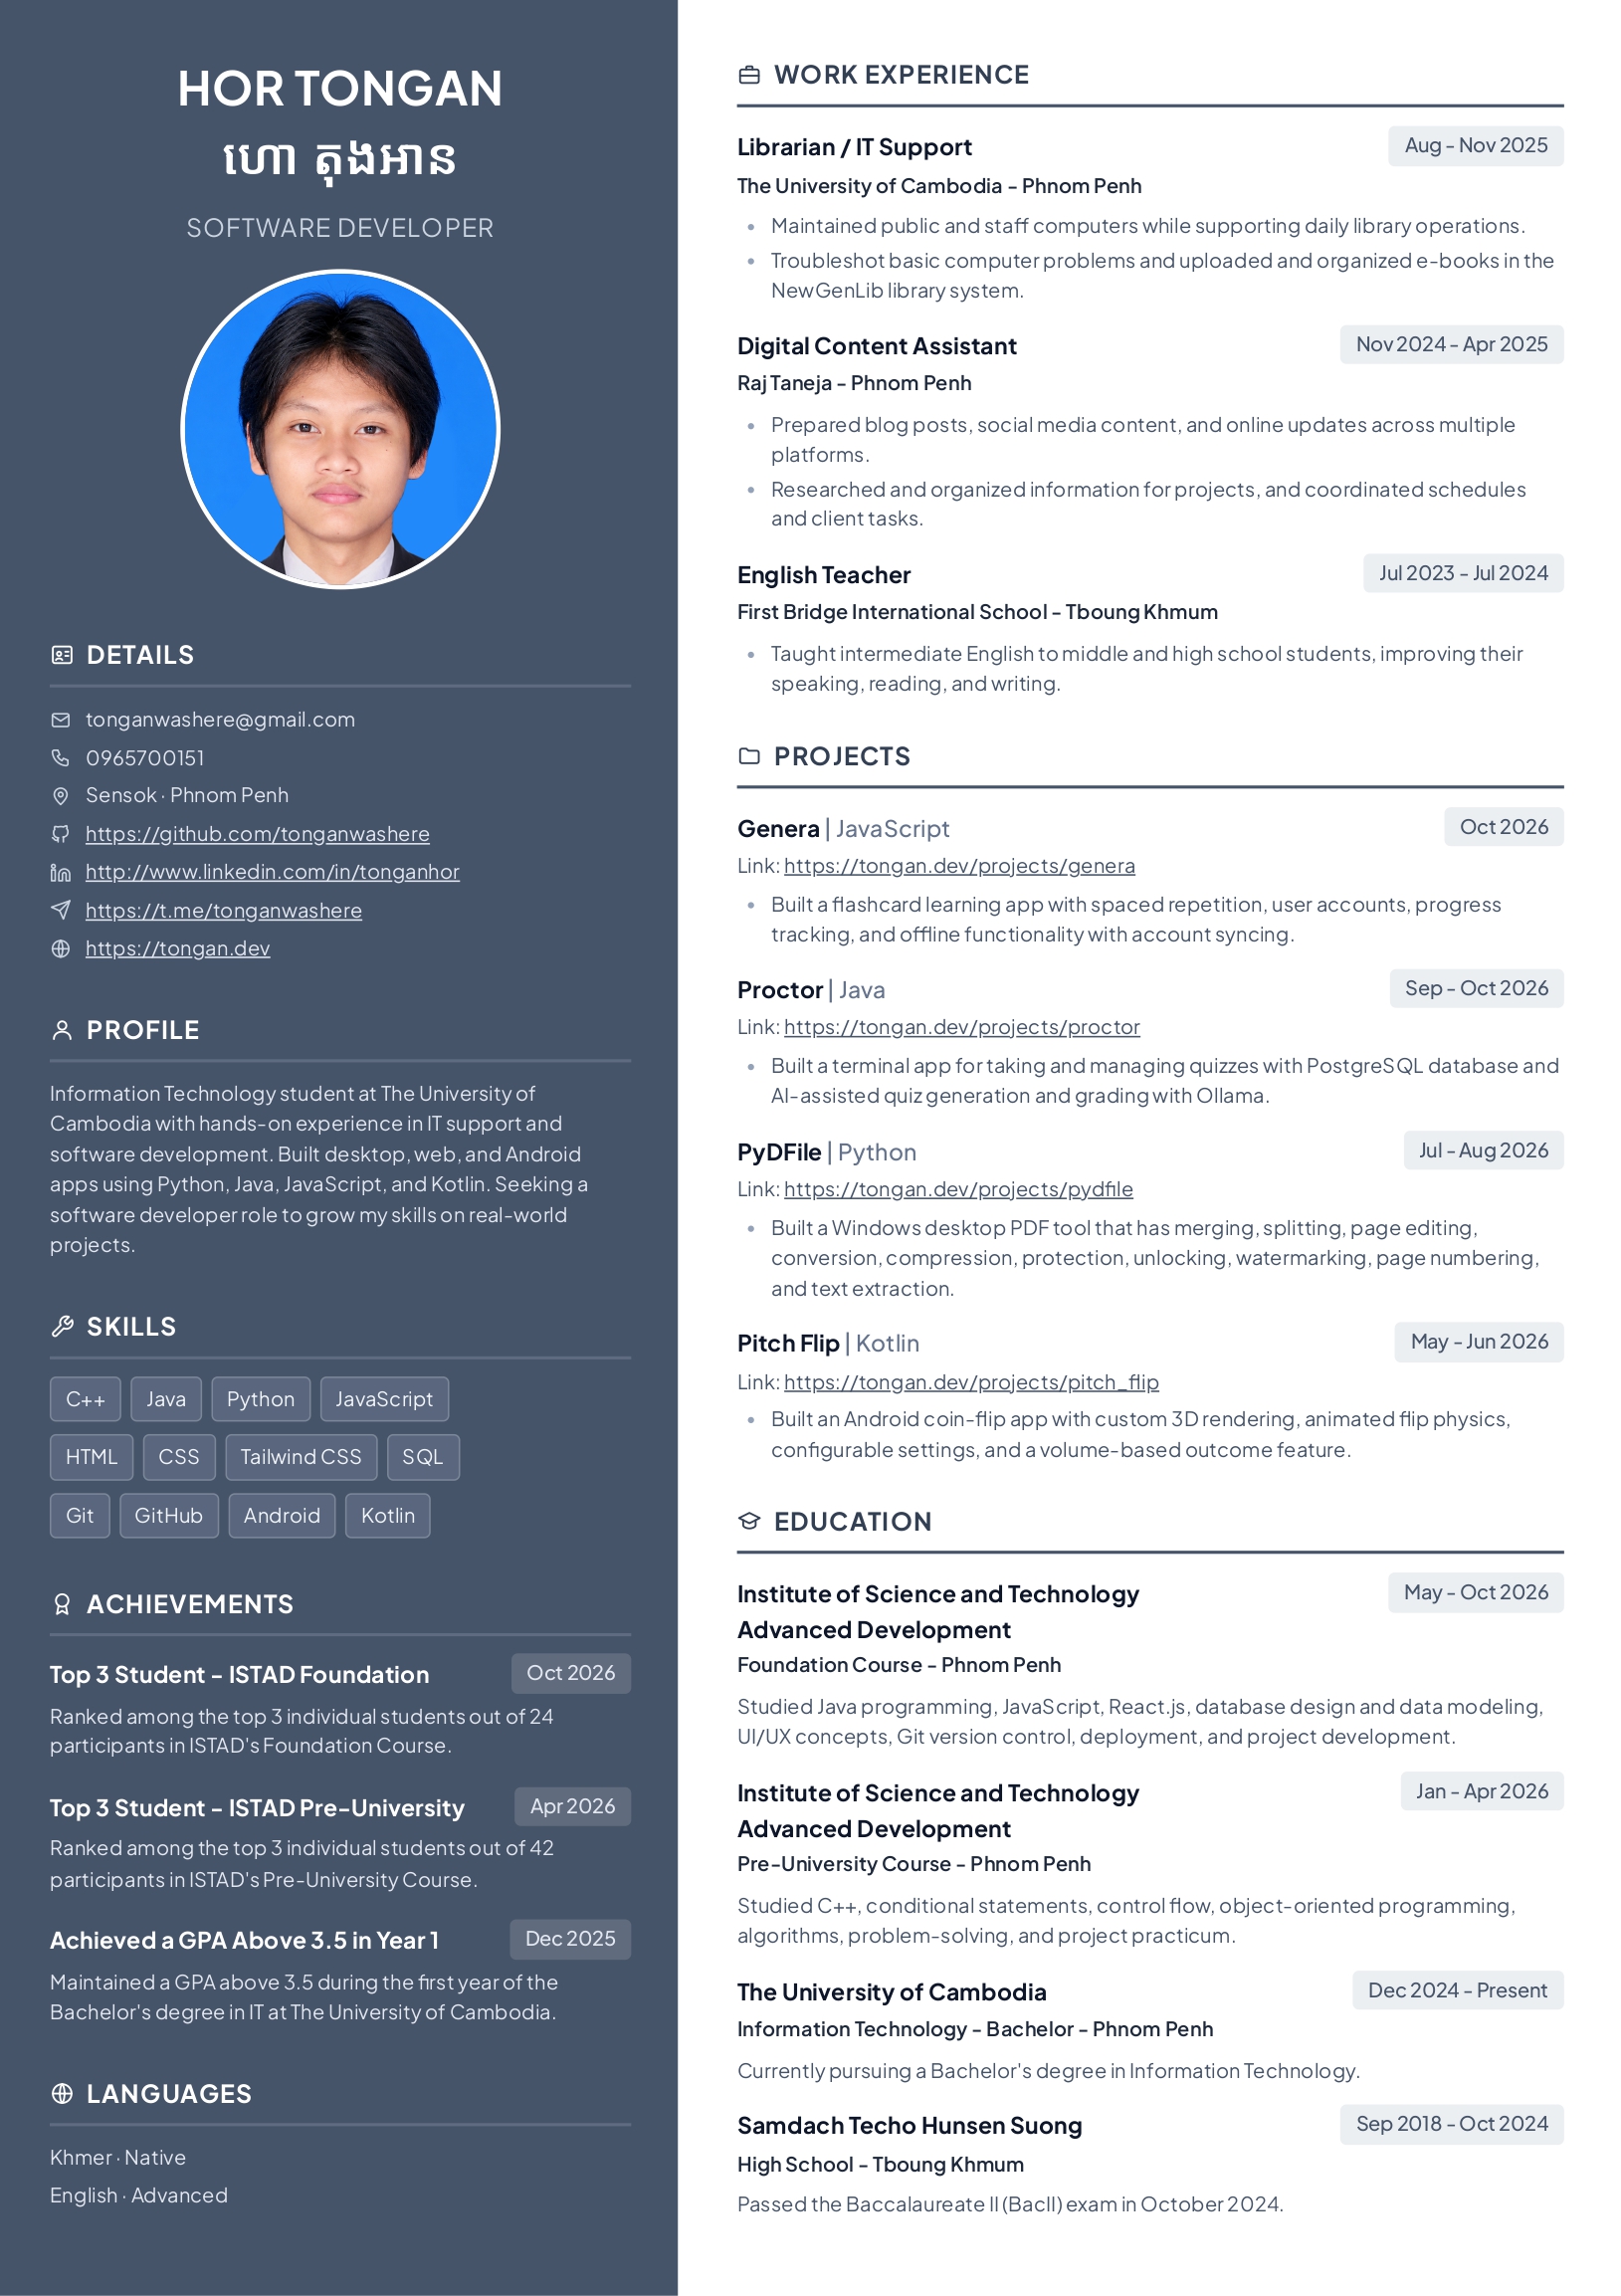 HOR TONGAN
ហោ តុងអាន
SOFTWARE DEVELOPER
DETAILS
tonganwashere@gmail.com
0965700151
Sensok · Phnom Penh
https://github.com/tonganwashere
http://www.linkedin.com/in/tonganhor
https://t.me/tonganwashere
https://tongan.dev
PROFILE
Information Technology student at The University of
Cambodia with hands-on experience in IT support and
software development. Built desktop, web, and Android
apps using Python, Java, JavaScript, and Kotlin. Seeking a
software developer role to grow my skills on real-world
projects.
SKILLS
C++ Java Python JavaScript
HTML CSS Tailwind CSS SQL
Git GitHub Android Kotlin
ACHIEVEMENTS
Top 3 Student - ISTAD Foundation Oct 2026
Ranked among the top 3 individual students out of 24
participants in ISTAD's Foundation Course.
Top 3 Student - ISTAD Pre-University Apr 2026
Ranked among the top 3 individual students out of 42
participants in ISTAD's Pre-University Course.
Achieved a GPA Above 3.5 in Year 1 Dec 2025
Maintained a GPA above 3.5 during the first year of the
Bachelor's degree in IT at The University of Cambodia.
LANGUAGES
Khmer · Native
English · Advanced
WORK EXPERIENCE
Librarian / IT Support Aug - Nov 2025
The University of Cambodia - Phnom Penh
• Maintained public and staff computers while supporting daily library operations.
• Troubleshot basic computer problems and uploaded and organized e-books in the
NewGenLib library system.
Digital Content Assistant Nov 2024 - Apr 2025
Raj Taneja - Phnom Penh
• Prepared blog posts, social media content, and online updates across multiple
platforms.
• Researched and organized information for projects, and coordinated schedules
and client tasks.
English Teacher Jul 2023 - Jul 2024
First Bridge International School - Tboung Khmum
• Taught intermediate English to middle and high school students, improving their
speaking, reading, and writing.
PROJECTS
Genera | JavaScript Oct 2026
Link: https://tongan.dev/projects/genera
• Built a flashcard learning app with spaced repetition, user accounts, progress
tracking, and offline functionality with account syncing.
Proctor | Java Sep - Oct 2026
Link: https://tongan.dev/projects/proctor
• Built a terminal app for taking and managing quizzes with PostgreSQL database and
AI-assisted quiz generation and grading with Ollama.
PyDFile | Python Jul - Aug 2026
Link: https://tongan.dev/projects/pydfile
• Built a Windows desktop PDF tool that has merging, splitting, page editing,
conversion, compression, protection, unlocking, watermarking, page numbering,
and text extraction.
Pitch Flip | Kotlin May - Jun 2026
Link: https://tongan.dev/projects/pitch_flip
• Built an Android coin-flip app with custom 3D rendering, animated flip physics,
configurable settings, and a volume-based outcome feature.
EDUCATION
Institute of Science and Technology May - Oct 2026
Advanced Development
Foundation Course - Phnom Penh
Studied Java programming, JavaScript, React.js, database design and data modeling,
UI/UX concepts, Git version control, deployment, and project development.
Institute of Science and Technology Jan - Apr 2026
Advanced Development
Pre-University Course - Phnom Penh
Studied C++, conditional statements, control flow, object-oriented programming,
algorithms, problem-solving, and project practicum.
The University of Cambodia Dec 2024 - Present
Information Technology - Bachelor - Phnom Penh
Currently pursuing a Bachelor's degree in Information Technology.
Samdach Techo Hunsen Suong Sep 2018 - Oct 2024
High School - Tboung Khmum
Passed the Baccalaureate II (BacII) exam in October 2024.